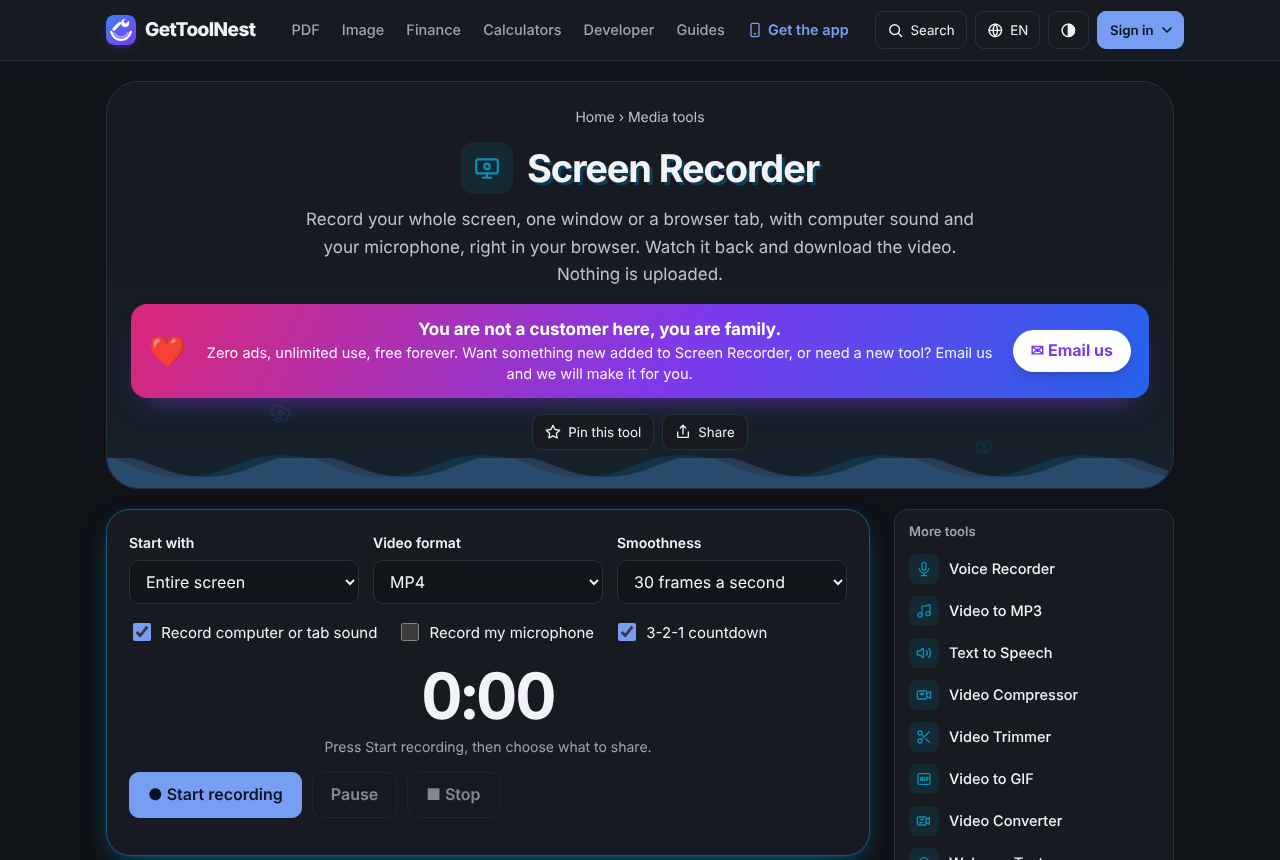 GetToolNest
PDF
Image
Finance
Calculators
Developer
Guides
Get the app
Search
EN
Sign in
Home › Media tools
Screen Recorder
Record your whole screen, one window or a browser tab, with computer sound and
your microphone, right in your browser. Watch it back and download the video.
Nothing is uploaded.
You are not a customer here, you are family.
Zero ads, unlimited use, free forever. Want something new added to Screen Recorder, or need a new tool? Email us
and we will make it for you.
✉ Email us
Pin this tool
Share
Start with
Video format
Smoothness
Entire screen
MP4
30 frames a second
Record computer or tab sound
Record my microphone
3-2-1 countdown
0:00
Press Start recording, then choose what to share.
● Start recording
Pause
■ Stop
More tools
Voice Recorder
Video to MP3
Text to Speech
Video Compressor
Video Trimmer
Video to GIF
Video Converter